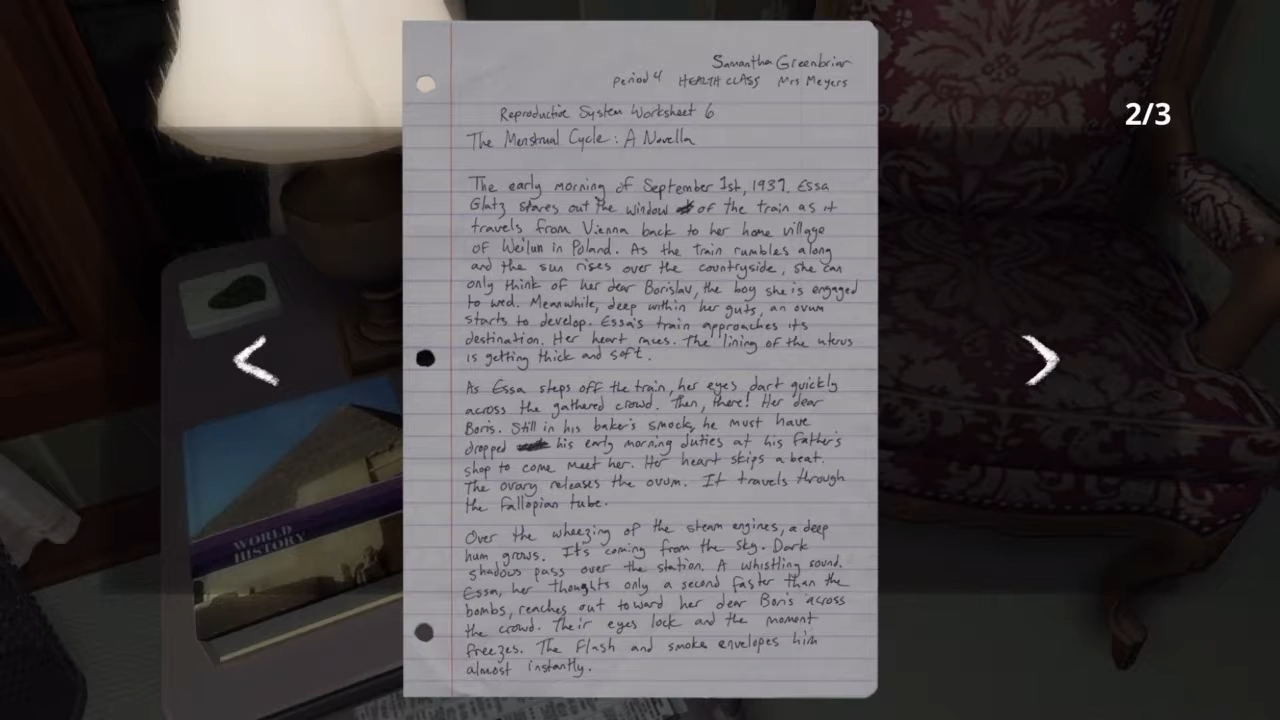 2/3
Samantha Greenbriar
period 4 HEALTH CLASS Mrs Meyers
Reproductive System Worksheet 6
The Menstrual Cycle: A Novella
The early morning of September 1st, 1939. Essa
Glatz stares out the window of the train as it
travels from Vienna back to her home village
of Weilun in Poland. As the train rumbles along
and the sun rises over the countryside, she can
only think of her dear Borislav, the boy she is engaged
to wed. Meanwhile, deep within her guts, an ovum
starts to develop. Essa's train approaches its
destination. Her heart races. The lining of the uterus
is getting thick and soft.
As Essa steps off the train, her eyes dart quickly
across the gathered crowd. Then, there! Her dear
Boris. Still in his baker's smock, he must have
dropped his early morning duties at his father's
shop to come meet her. Her heart skips a beat.
The ovary releases the ovum. It travels through
the fallopian tube.
Over the wheezing of the steam engines, a deep
hum grows. It's coming from the sky. Dark
shadows pass over the station. A whistling sound.
Essa, her thoughts only a second faster than the
bombs, reaches out toward her dear Boris across
the crowd. Their eyes lock and the moment
freezes. The flash and smoke envelopes him
almost instantly.
WORLD
HISTORY